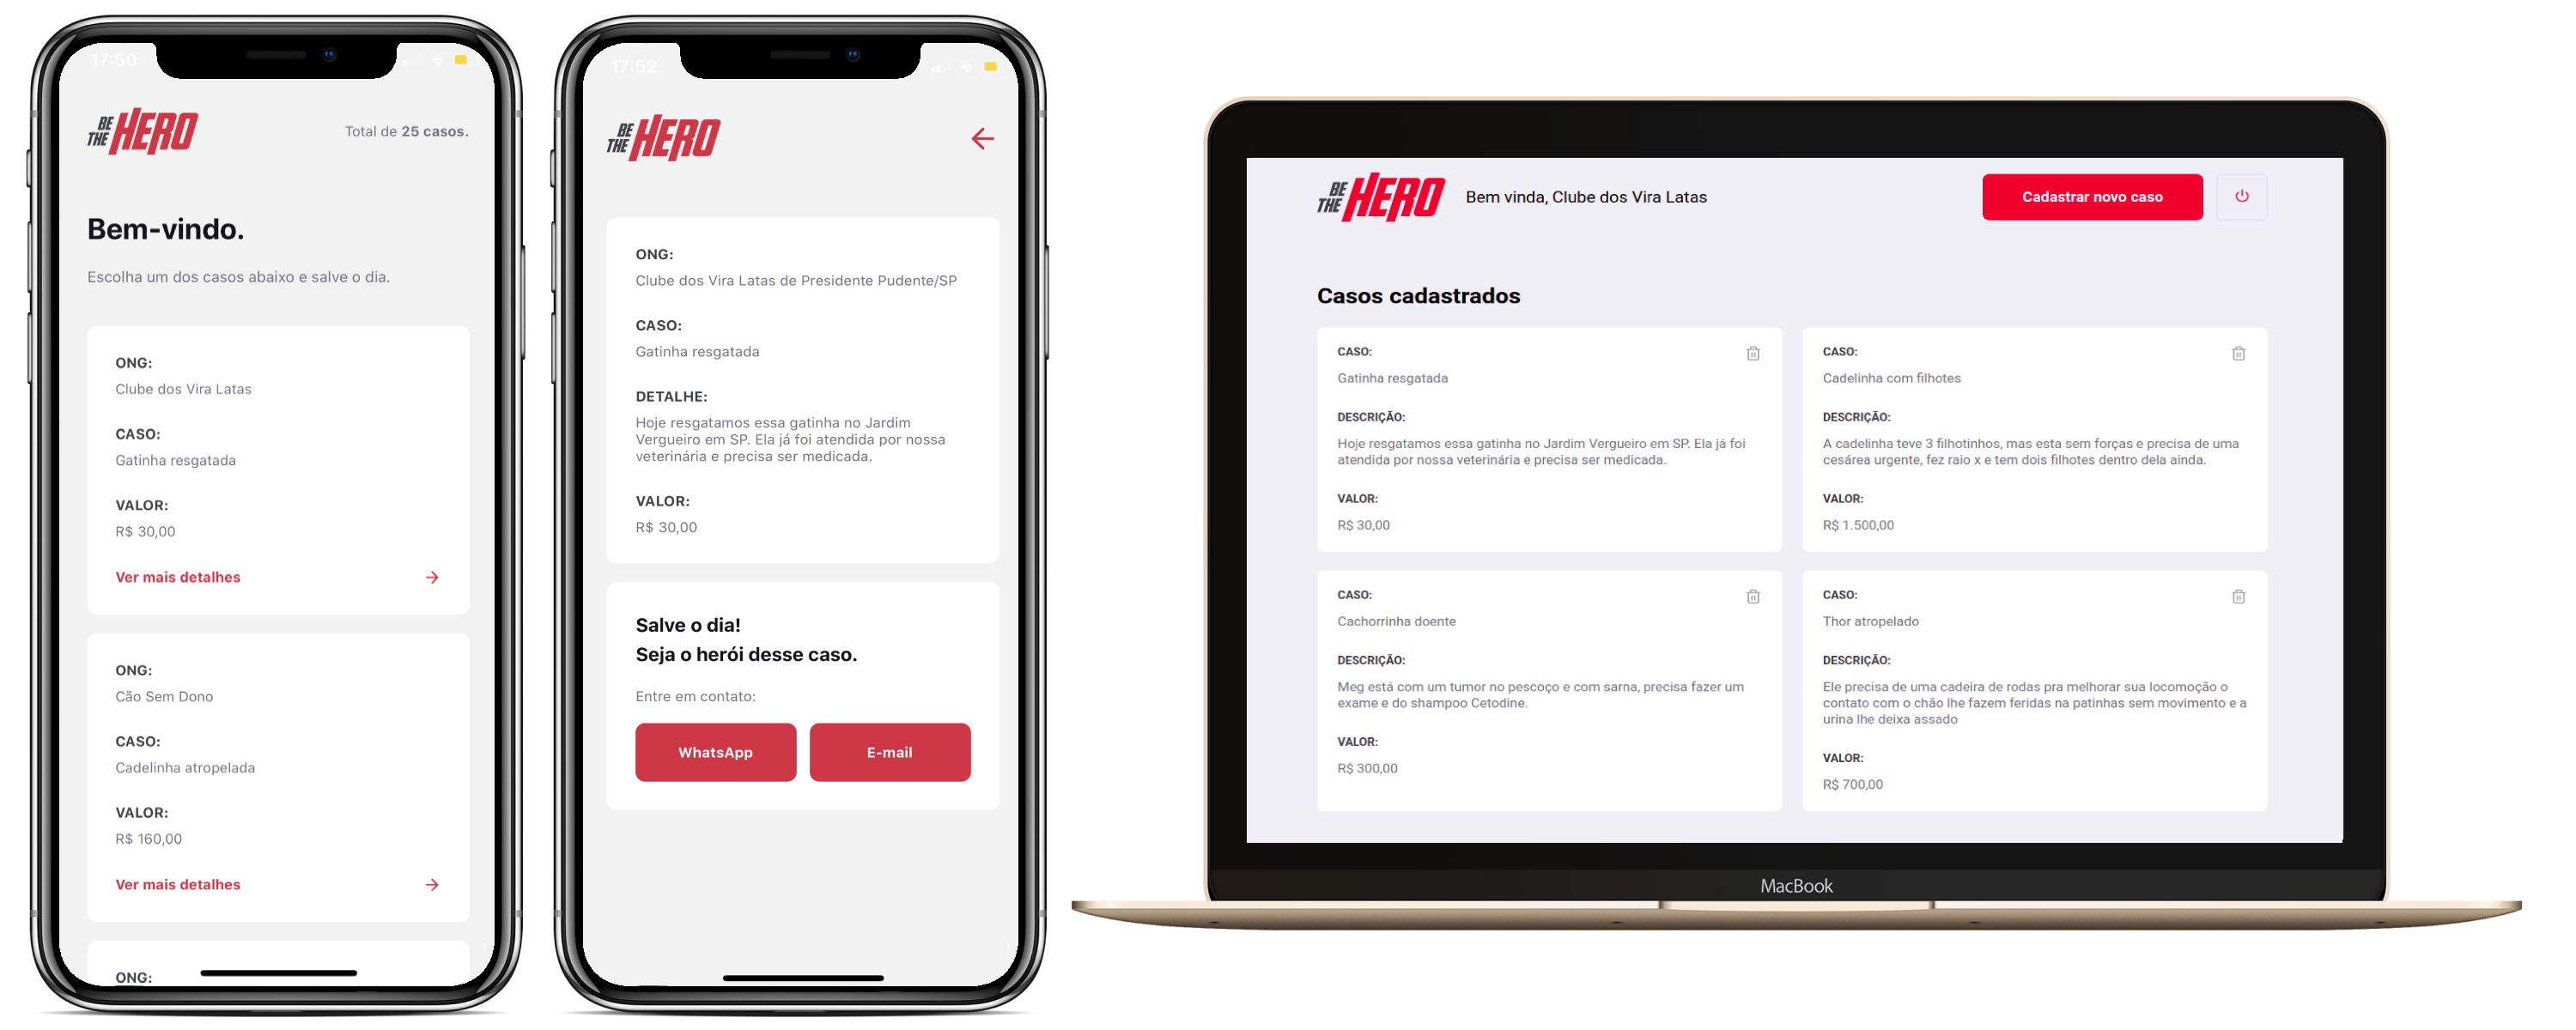 17:50
BE THE HERO
Total de 25 casos.
Bem-vindo.
Escolha um dos casos abaixo e salve o dia.
ONG:
Clube dos Vira Latas
CASO:
Gatinha resgatada
VALOR:
R$ 30,00
Ver mais detalhes
ONG:
Cão Sem Dono
CASO:
Cadelinha atropelada
VALOR:
R$ 160,00
Ver mais detalhes
ONG:
17:52
BE THE HERO
ONG:
Clube dos Vira Latas de Presidente Pudente/SP
CASO:
Gatinha resgatada
DETALHE:
Hoje resgatamos essa gatinha no Jardim
Vergueiro em SP. Ela já foi atendida por nossa
veterinária e precisa ser medicada.
VALOR:
R$ 30,00
Salve o dia!
Seja o herói desse caso.
Entre em contato:
WhatsApp
E-mail
BE THE HERO
Bem vinda, Clube dos Vira Latas
Cadastrar novo caso
Casos cadastrados
CASO:
Gatinha resgatada
DESCRIÇÃO:
Hoje resgatamos essa gatinha no Jardim Vergueiro em SP. Ela já foi
atendida por nossa veterinária e precisa ser medicada.
VALOR:
R$ 30,00
CASO:
Cadelinha com filhotes
DESCRIÇÃO:
A cadelinha teve 3 filhotinhos, mas esta sem forças e precisa de uma
cesárea urgente, fez raio x e tem dois filhotes dentro dela ainda.
VALOR:
R$ 1.500,00
CASO:
Cachorrinha doente
DESCRIÇÃO:
Meg está com um tumor no pescoço e com sarna, precisa fazer um
exame e do shampoo Cetodine.
VALOR:
R$ 300,00
CASO:
Thor atropelado
DESCRIÇÃO:
Ele precisa de uma cadeira de rodas pra melhorar sua locomoção o
contato com o chão lhe fazem feridas na patinhas sem movimento e a
urina lhe deixa assado
VALOR:
R$ 700,00
MacBook